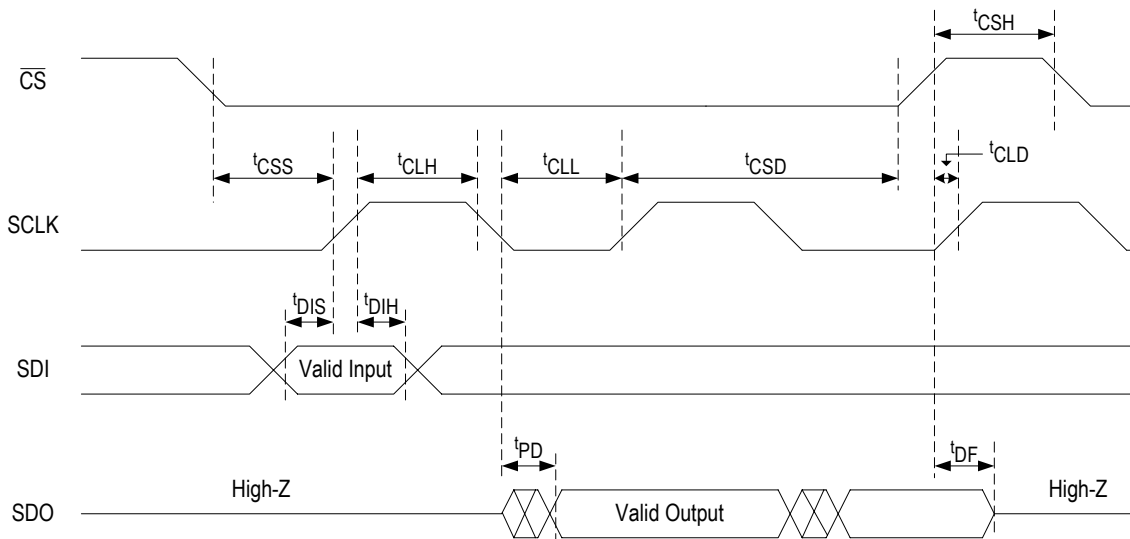 tCSH
CS
tCSS
tCLH
tCLL
tCSD
tCLD
SCLK
tDIS
tDIH
SDI
Valid Input
tPD
tDF
High-Z
Valid Output
High-Z
SDO